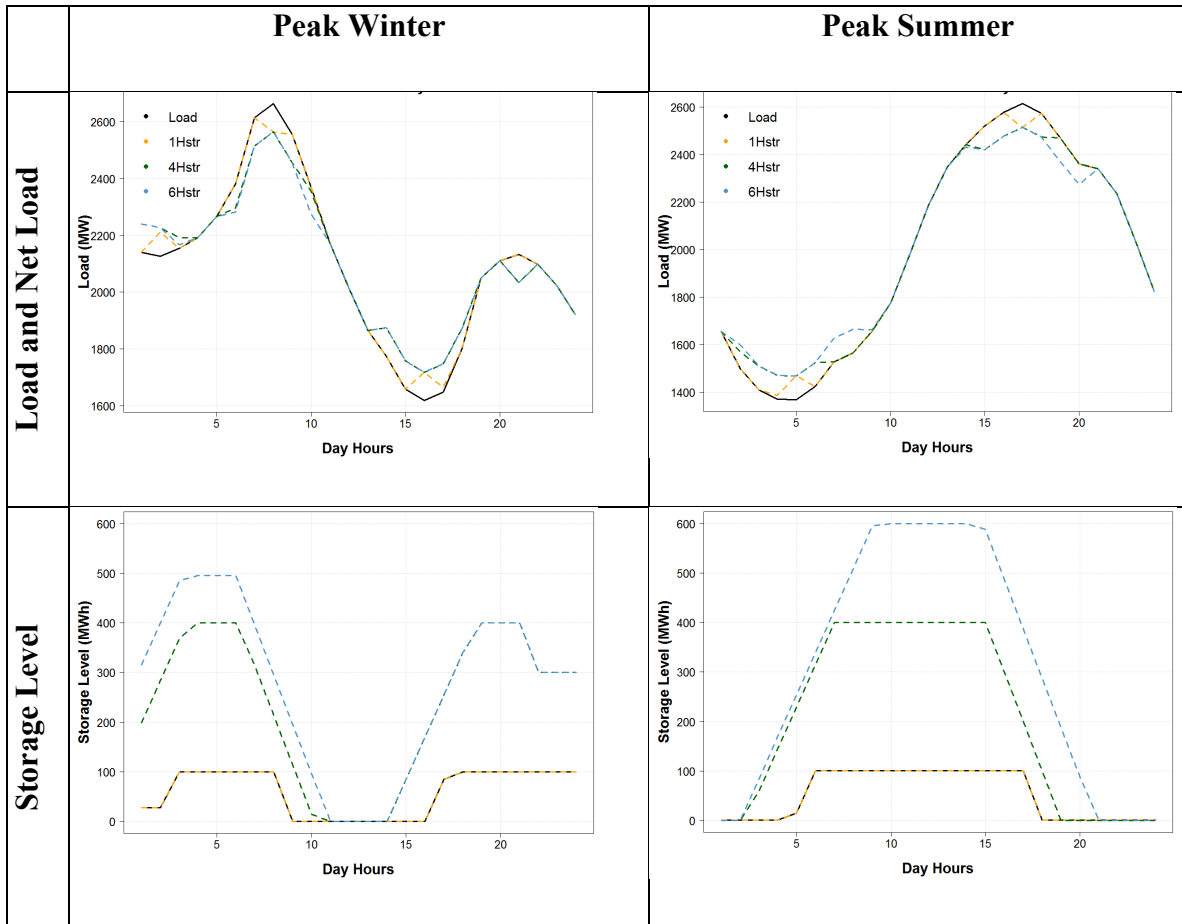 Peak Winter
Peak Summer
Load and Net Load
Load (MW)
2600
2400
2200
2000
1800
1600
Load
1Hstr
4Hstr
6Hstr
5
10
15
20
Day Hours
Load (MW)
2600
2400
2200
2000
1800
1600
1400
Load
1Hstr
4Hstr
6Hstr
5
10
15
20
Day Hours
Storage Level
Storage Level (MWh)
600
500
400
300
200
100
0
5
10
15
20
Day Hours
Storage Level (MWh)
600
500
400
300
200
100
0
5
10
15
20
Day Hours